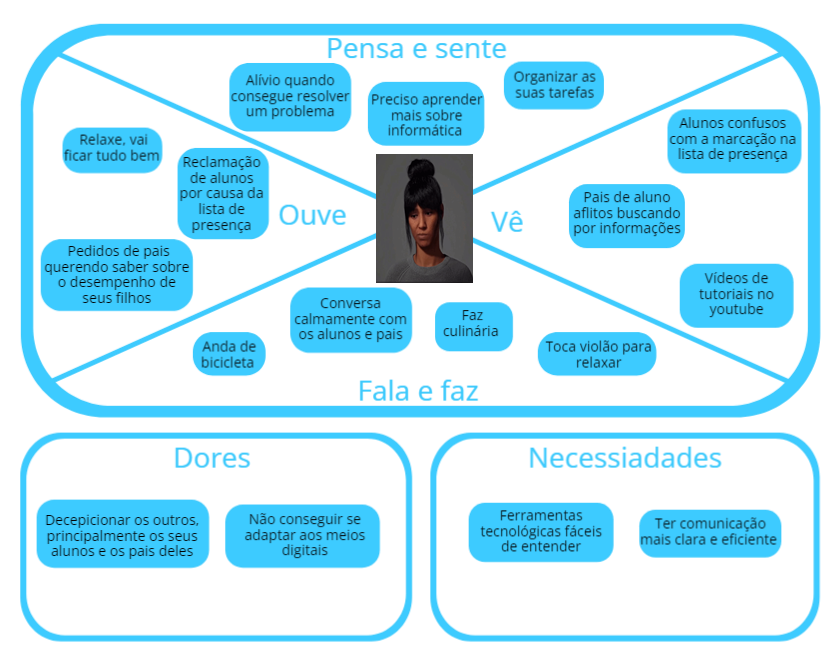 Pensa e sente
Alívio quando
consegue resolver
um problema
Preciso aprender
mais sobre
informática
Organizar as
suas tarefas
Ouve
Relaxe, vai
ficar tudo bem
Reclamação
de alunos
por causa da
lista de
presença
Pedidos de pais
querendo saber sobre
o desempenho de
seus filhos
Vê
Alunos confusos
com a marcação na
lista de presença
Pais de aluno
aflitos buscando
por informações
Vídeos de
tutoriais no
youtube
Conversa
calmamente com
os alunos e pais
Faz
culinária
Anda de
bicicleta
Toca violão para
relaxar
Fala e faz
Dores
Decepicionar os outros,
principalmente os seus
alunos e os pais deles
Não conseguir se
adaptar aos meios
digitais
Necessiadades
Ferramentas
tecnológicas fáceis
de entender
Ter comunicação
mais clara e eficiente